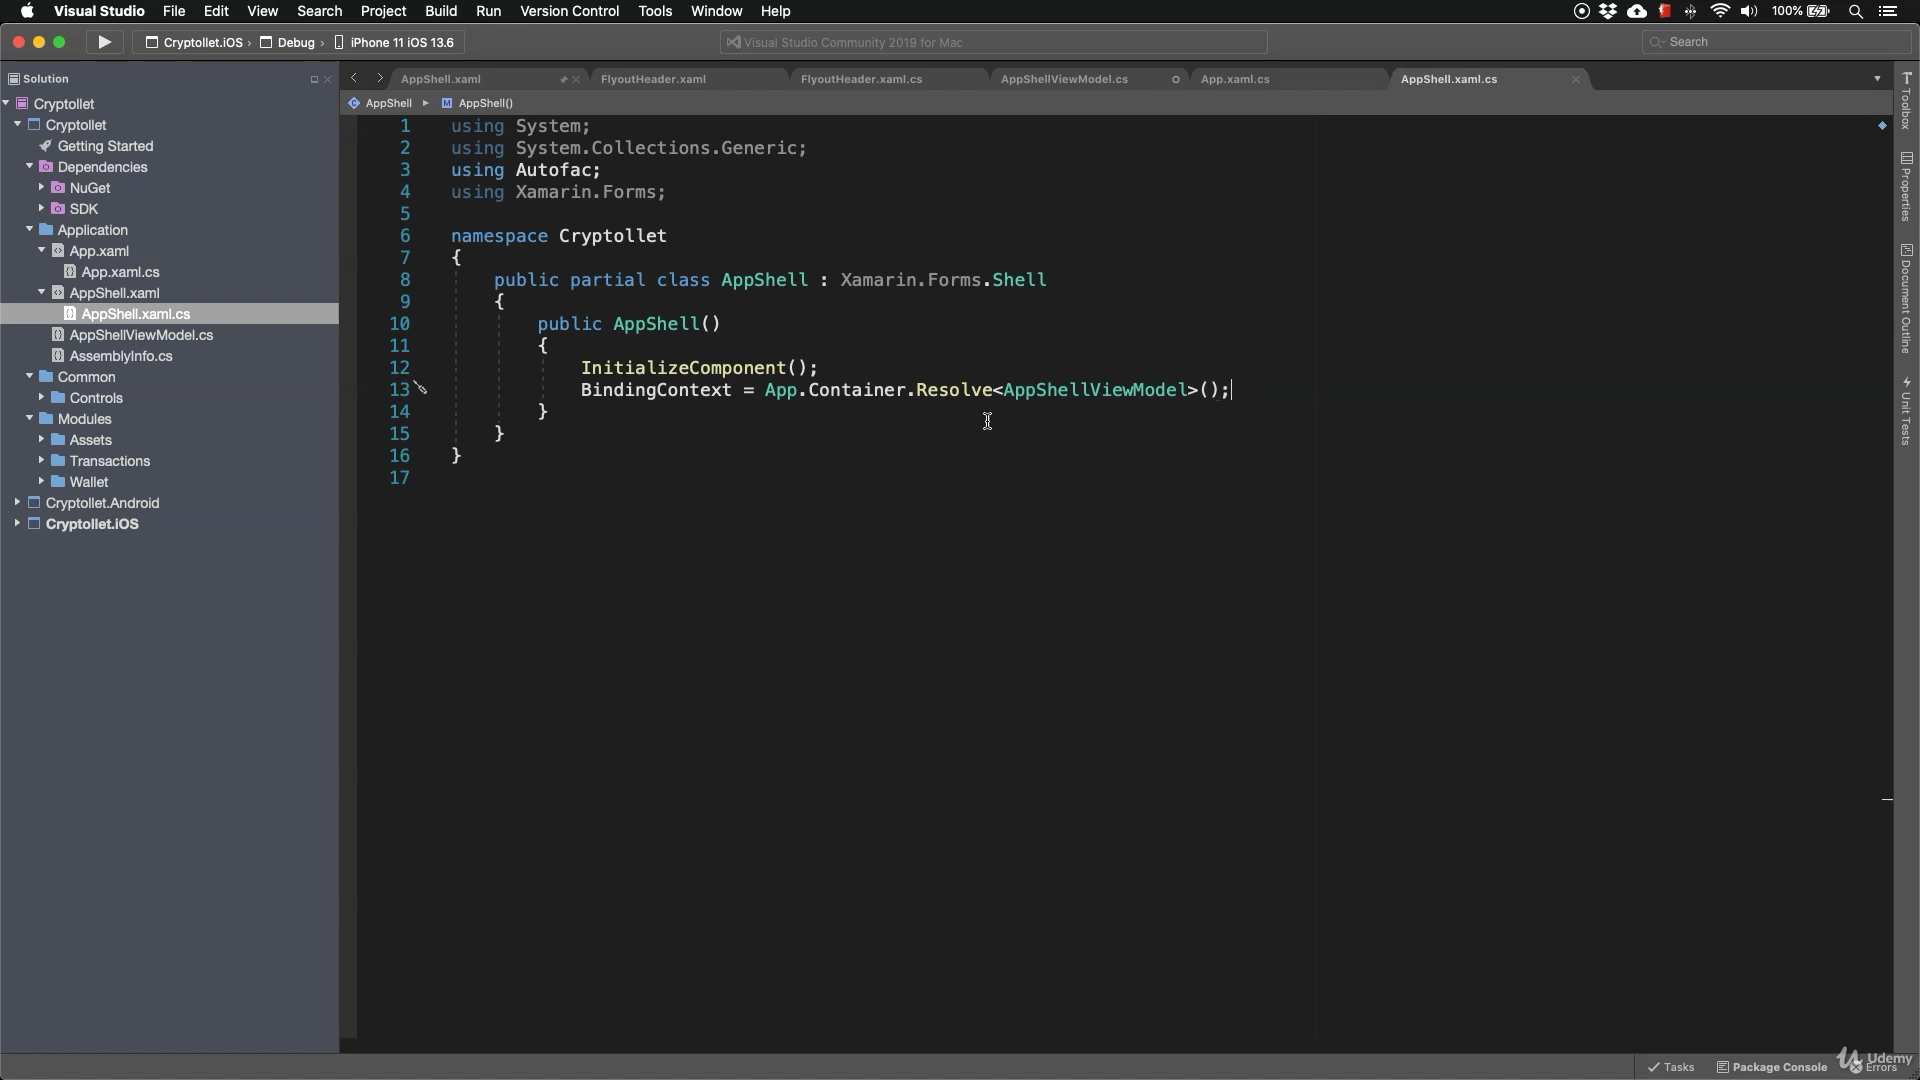 Visual Studio File Edit View Search Project Build Run Version Control Tools Window Help 100%
Cryptollet.iOS › Debug › iPhone 11 iOS 13.6 Visual Studio Community 2019 for Mac Search
Solution
Cryptollet
Cryptollet
Getting Started
Dependencies
NuGet
SDK
Application
App.xaml
App.xaml.cs
AppShell.xaml
AppShell.xaml.cs
AppShellViewModel.cs
AssemblyInfo.cs
Common
Controls
Modules
Assets
Transactions
Wallet
Cryptollet.Android
Cryptollet.iOS
AppShell.xaml FlyoutHeader.xaml FlyoutHeader.xaml.cs AppShellViewModel.cs App.xaml.cs AppShell.xaml.cs
AppShell AppShell()
1 using System;
2 using System.Collections.Generic;
3 using Autofac;
4 using Xamarin.Forms;
5
6 namespace Cryptollet
7 {
8 public partial class AppShell : Xamarin.Forms.Shell
9 {
10 public AppShell()
11 {
12 InitializeComponent();
13 BindingContext = App.Container.Resolve<AppShellViewModel>();
14 }
15 }
16 }
17
Toolbox
Properties
Document Outline
Unit Tests
Tasks Package Console Errors
Udemy